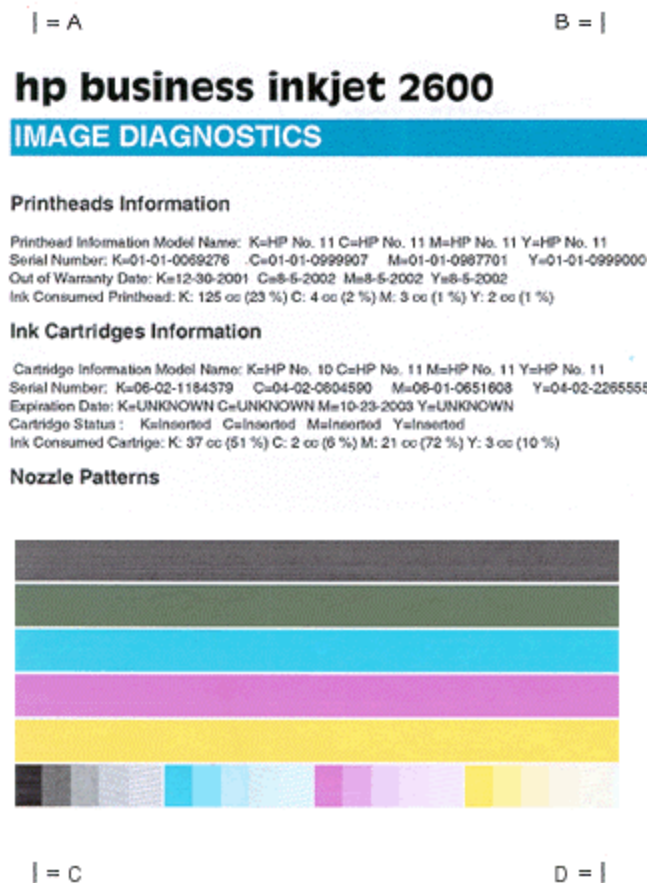 | = A B = |
hp business inkjet 2600
IMAGE DIAGNOSTICS
Printheads Information
Printhead Information Model Name: K=HP No. 11 C=HP No. 11 M=HP No. 11 Y=HP No. 11
Serial Number: K=01-01-0069276 C=01-01-0999907 M=01-01-0987701 Y=01-01-0999000
Out of Warranty Date: K=12-30-2001 C=8-5-2002 M=8-5-2002 Y=8-5-2002
Ink Consumed Printhead: K: 125 cc (23 %) C: 4 cc (2 %) M: 3 cc (1 %) Y: 2 cc (1 %)
Ink Cartridges Information
Cartridge Information Model Name: K=HP No. 10 C=HP No. 11 M=HP No. 11 Y=HP No. 11
Serial Number: K=06-02-1184379 C=04-02-0804590 M=06-01-0651608 Y=04-02-2265555
Expiration Date: K=UNKNOWN C=UNKNOWN M=10-23-2003 Y=UNKNOWN
Cartridge Status : K=Inserted C=Inserted M=Inserted Y=Inserted
Ink Consumed Cartrige: K: 37 cc (51 %) C: 2 cc (6 %) M: 21 cc (72 %) Y: 3 cc (10 %)
Nozzle Patterns
| = C D = |